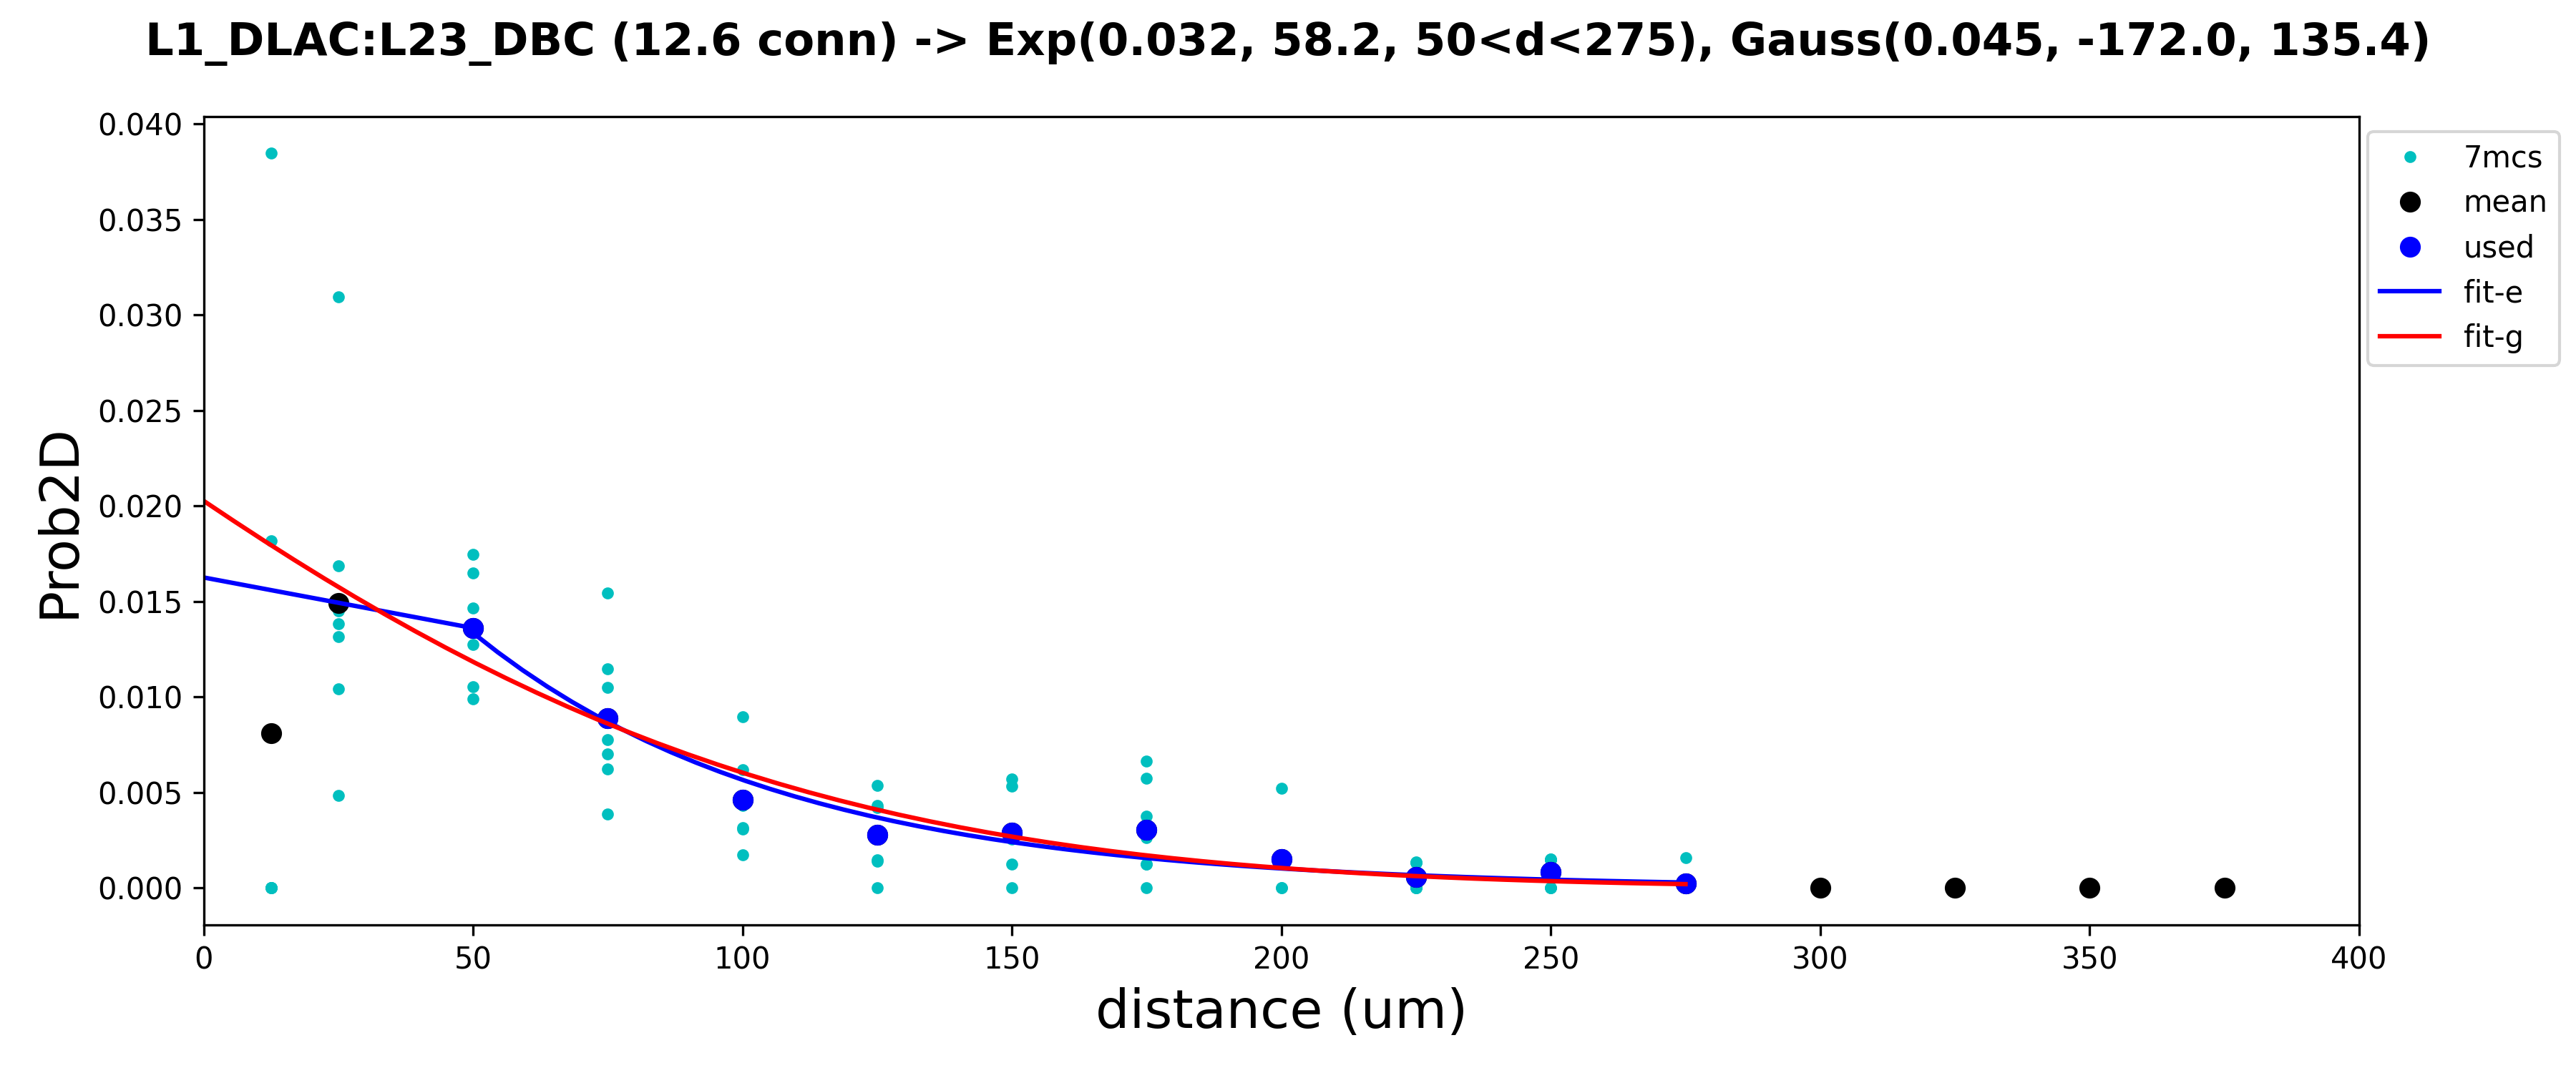 L1_DLAC:L23_DBC (12.6 conn) -> Exp(0.032, 58.2, 50<d<275), Gauss(0.045, -172.0, 135.4)
0.040
0.035
0.030
0.025
0.020
0.015
0.010
0.005
0.000
Prob2D
0 50 100 150 200 250 300 350 400
distance (um)
7mcs
mean
used
fit-e
fit-g